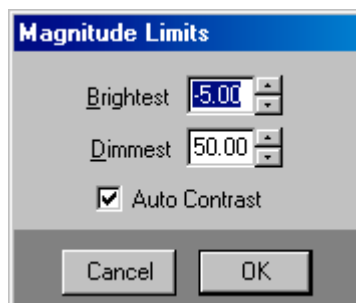 Magnitude Limits
Brightest -5.00
Dimmest 50.00
Auto Contrast
Cancel OK